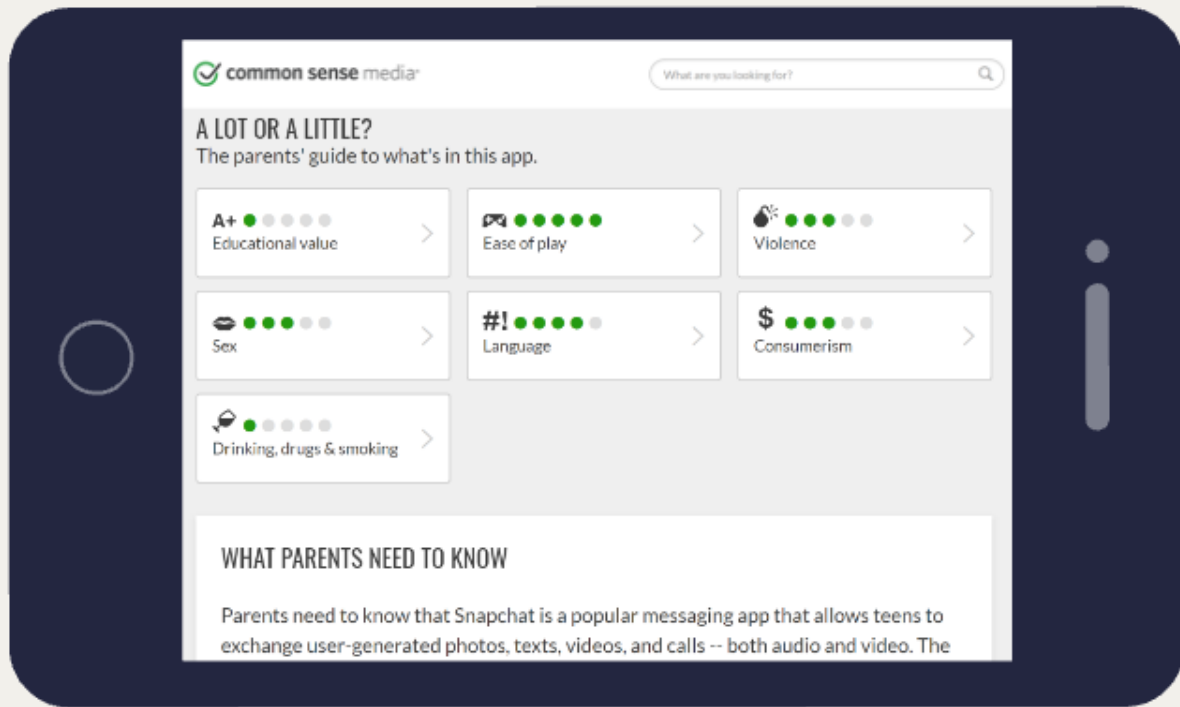 common sense media
What are you looking for?
A LOT OR A LITTLE?
The parents' guide to what's in this app.
A+
Educational value
Ease of play
Violence
Sex
#!
Language
$
Consumerism
Drinking, drugs & smoking
WHAT PARENTS NEED TO KNOW
Parents need to know that Snapchat is a popular messaging app that allows teens to
exchange user-generated photos, texts, videos, and calls -- both audio and video. The